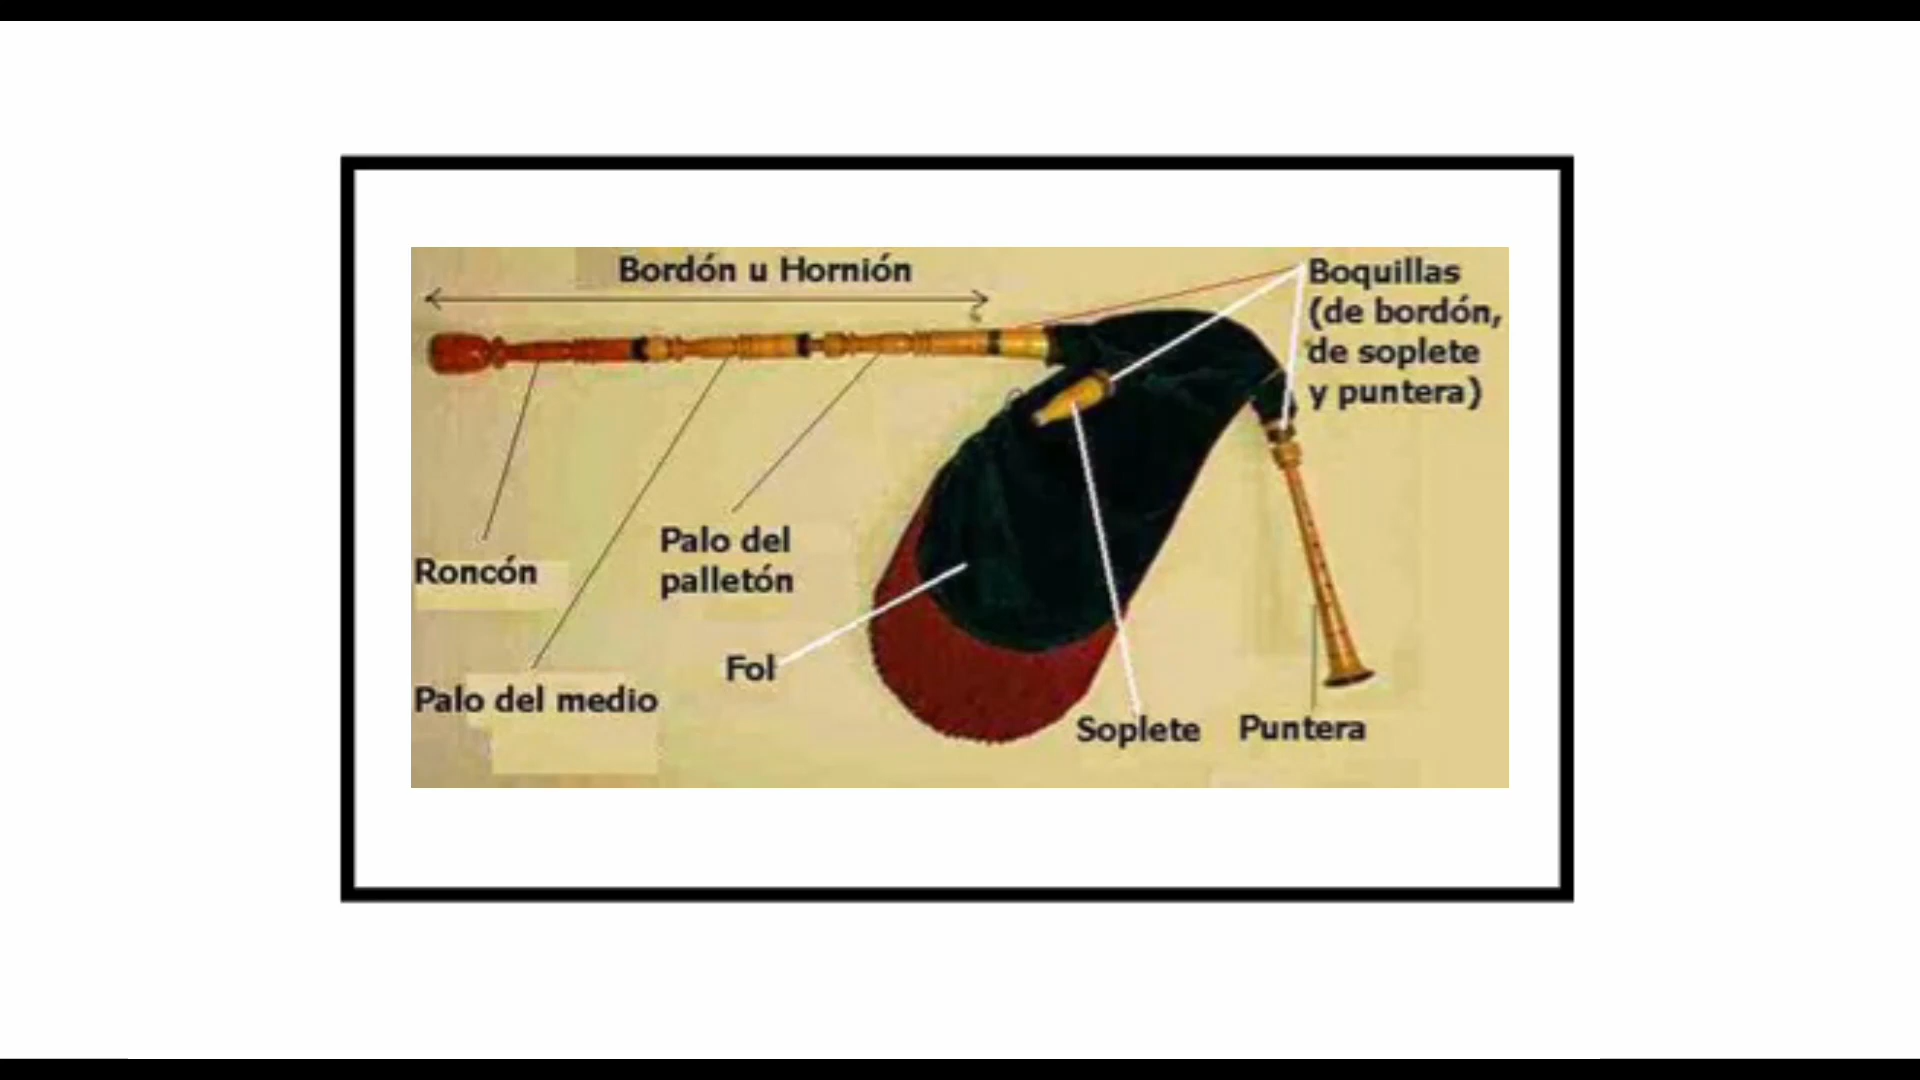 Bordón u Hornión
Boquillas
(de bordón,
de soplete
y puntera)
Palo del
palletón
Roncón
Fol
Palo del medio
Soplete
Puntera